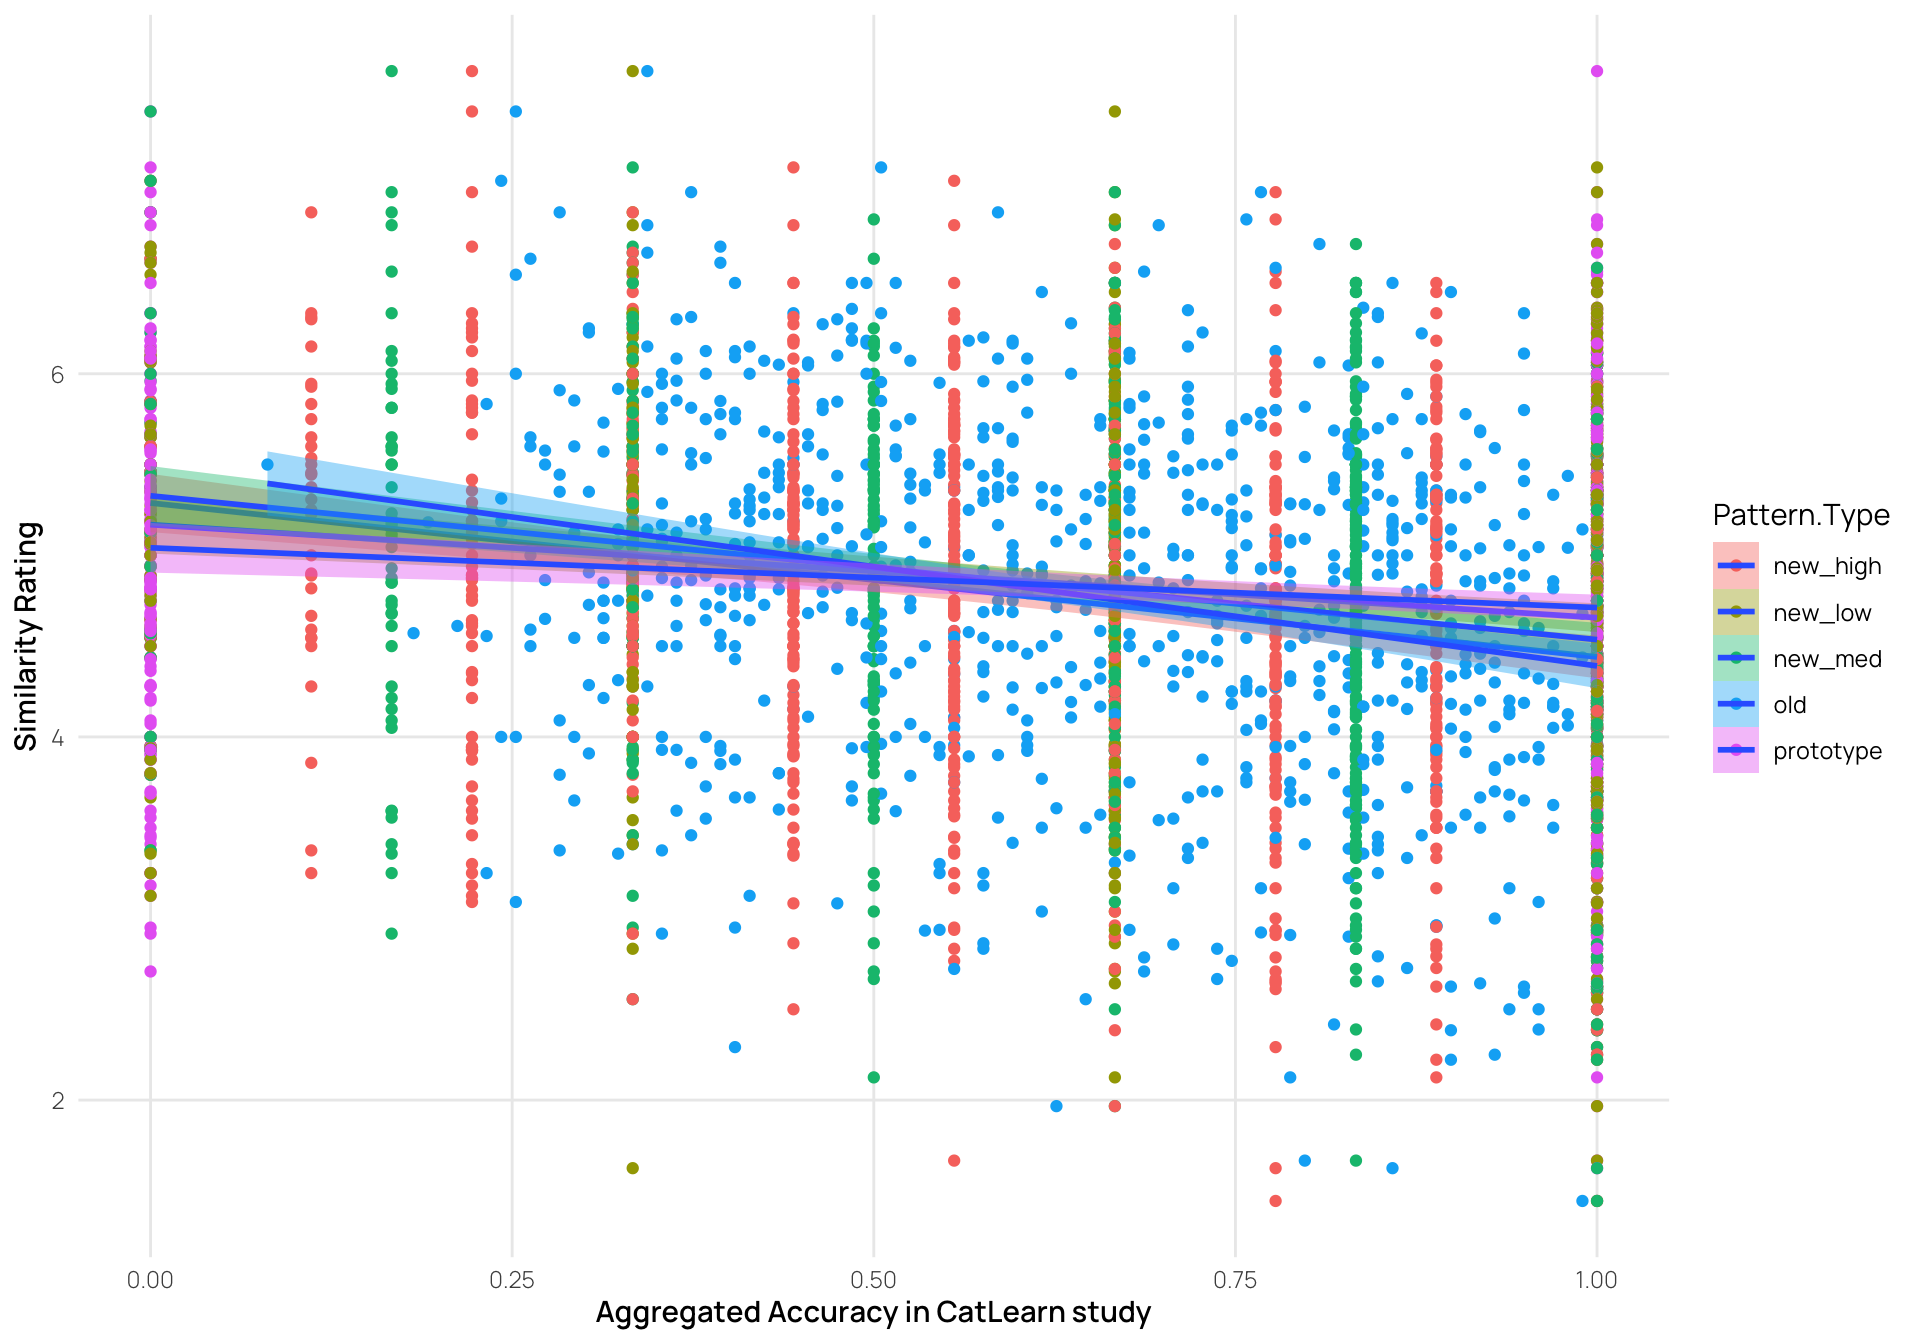 6
4
2
Similarity Rating
0.00 0.25 0.50 0.75 1.00
Aggregated Accuracy in CatLearn study
Pattern.Type
new_high
new_low
new_med
old
prototype